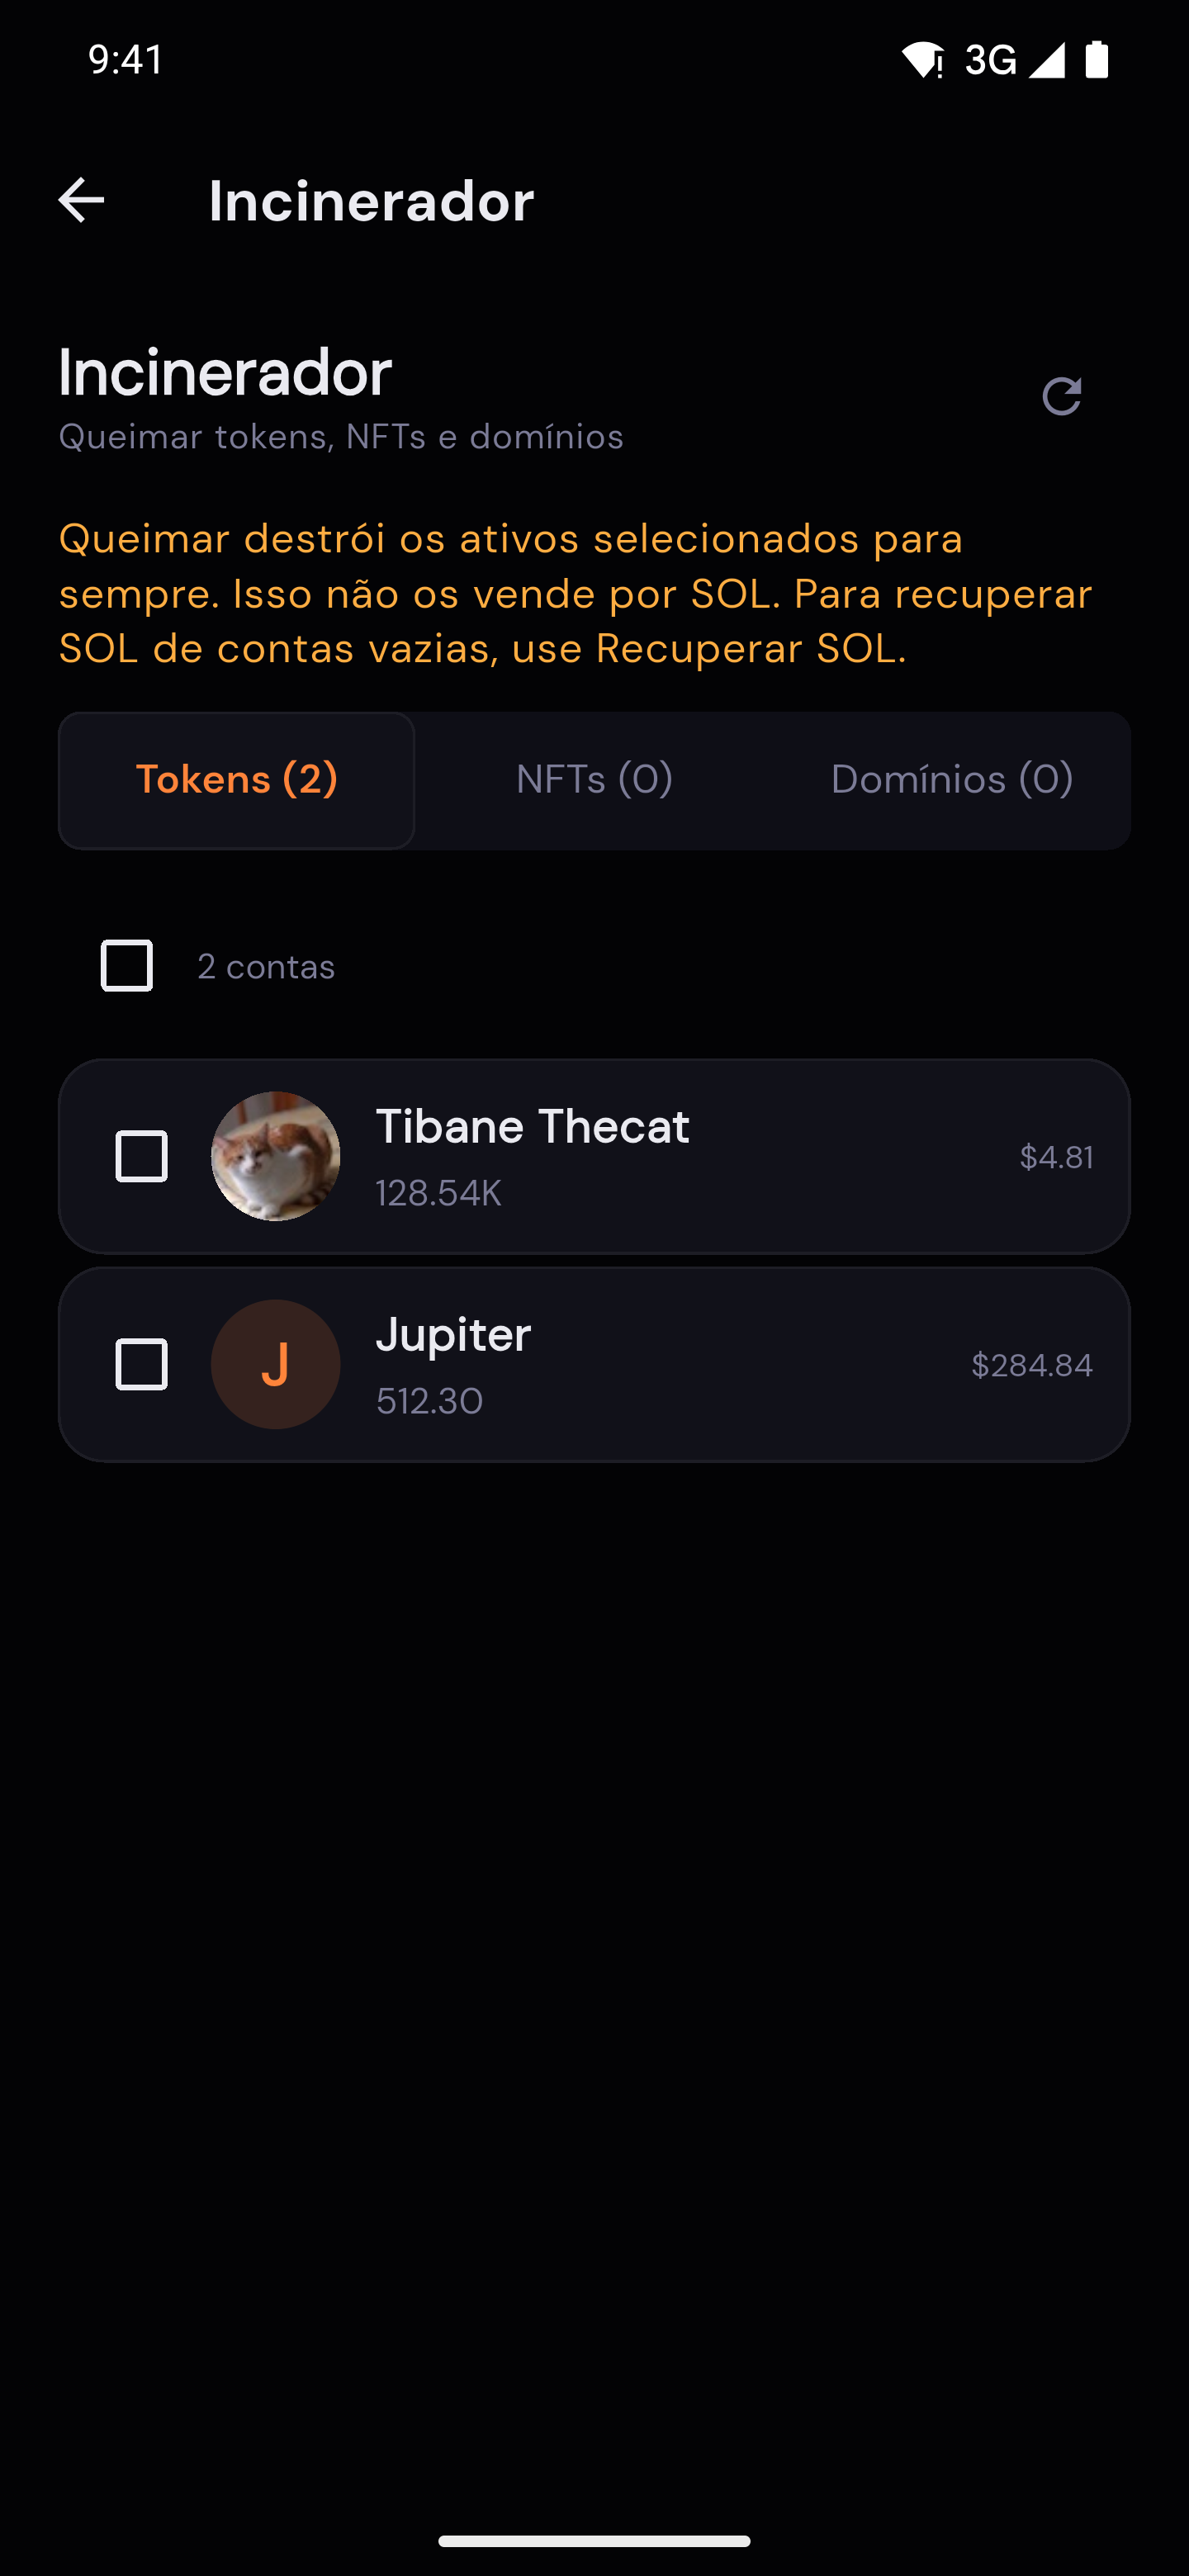 9:41
3G
Incinerador
Incinerador
Queimar tokens, NFTs e domínios
Queimar destrói os ativos selecionados para
sempre. Isso não os vende por SOL. Para recuperar
SOL de contas vazias, use Recuperar SOL.
Tokens (2)
NFTs (0)
Domínios (0)
2 contas
Tibane Thecat
128.54K
$4.81
J
Jupiter
512.30
$284.84